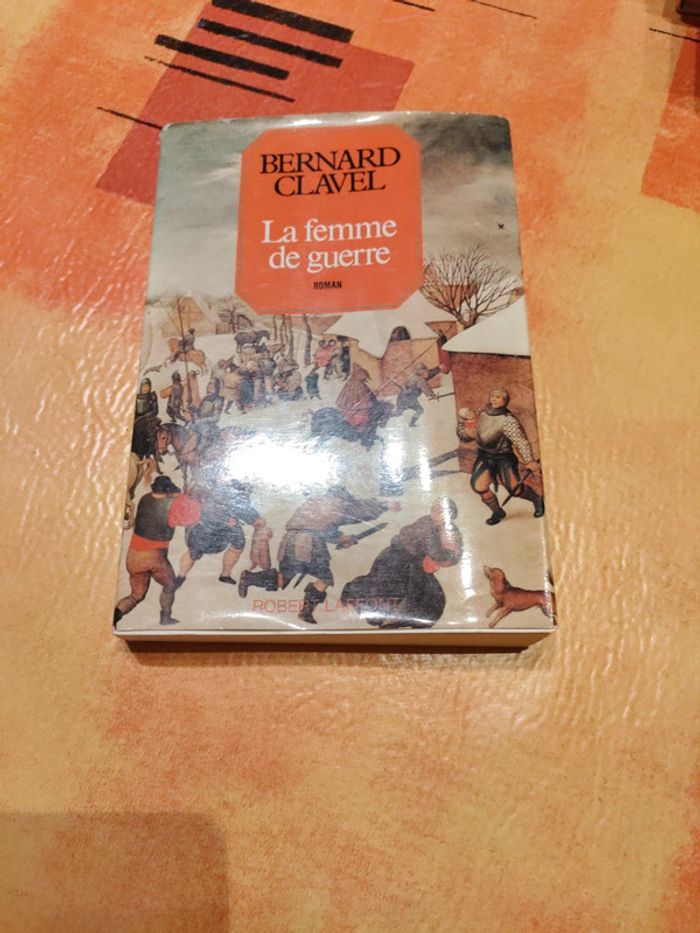 BERNARD
CLAVEL
La femme
de guerre
ROMAN
ROBERT LAFFONT